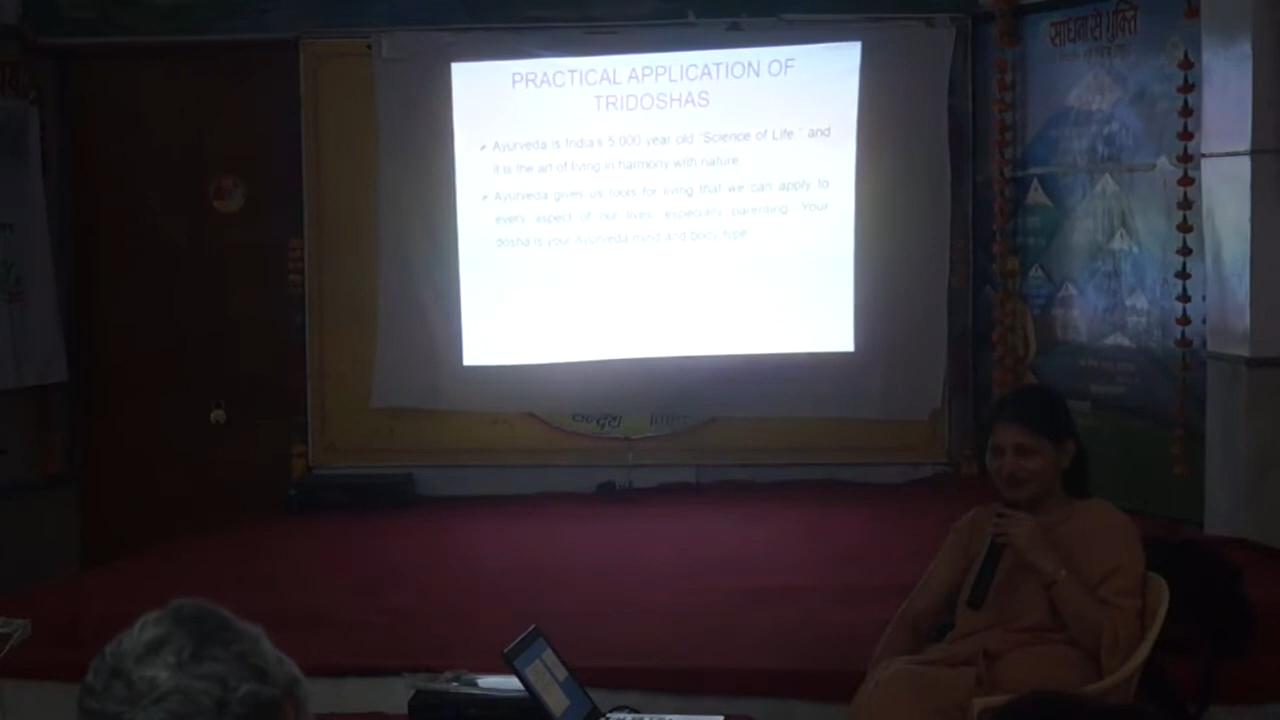 PRACTICAL APPLICATION OF
TRIDOSHAS
Ayurveda is India's 5,000 year old "Science of Life." and
it is the art of living in harmony with nature.
Ayurveda gives us tools for living that we can apply to
every aspect of our lives, especially parenting. Your
dosha is your Ayurveda mind and body type.
साधना से मुक्ति